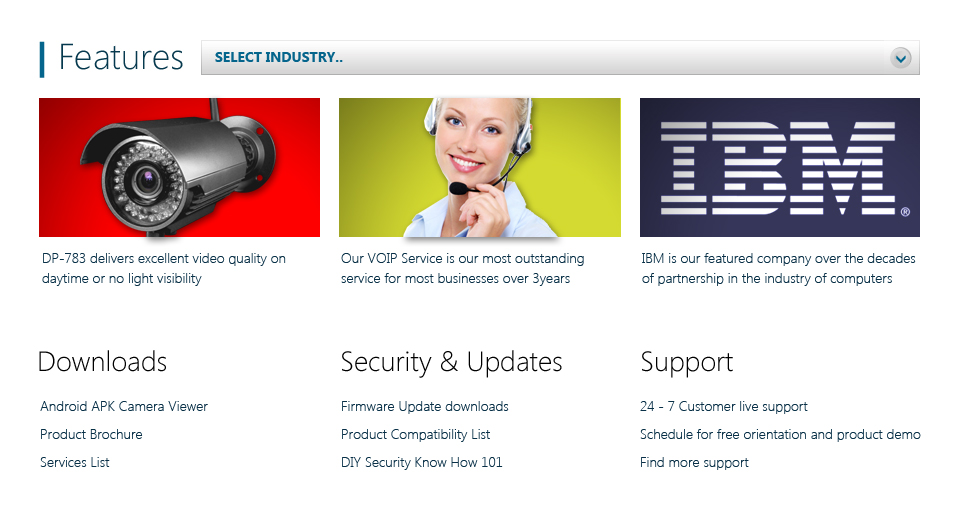 Features
SELECT INDUSTRY..
IBM®
DP-783 delivers excellent video quality on
daytime or no light visibility
Our VOIP Service is our most outstanding
service for most businesses over 3years
IBM is our featured company over the decades
of partnership in the industry of computers
Downloads
Android APK Camera Viewer
Product Brochure
Services List
Security & Updates
Firmware Update downloads
Product Compatibility List
DIY Security Know How 101
Support
24 - 7 Customer live support
Schedule for free orientation and product demo
Find more support